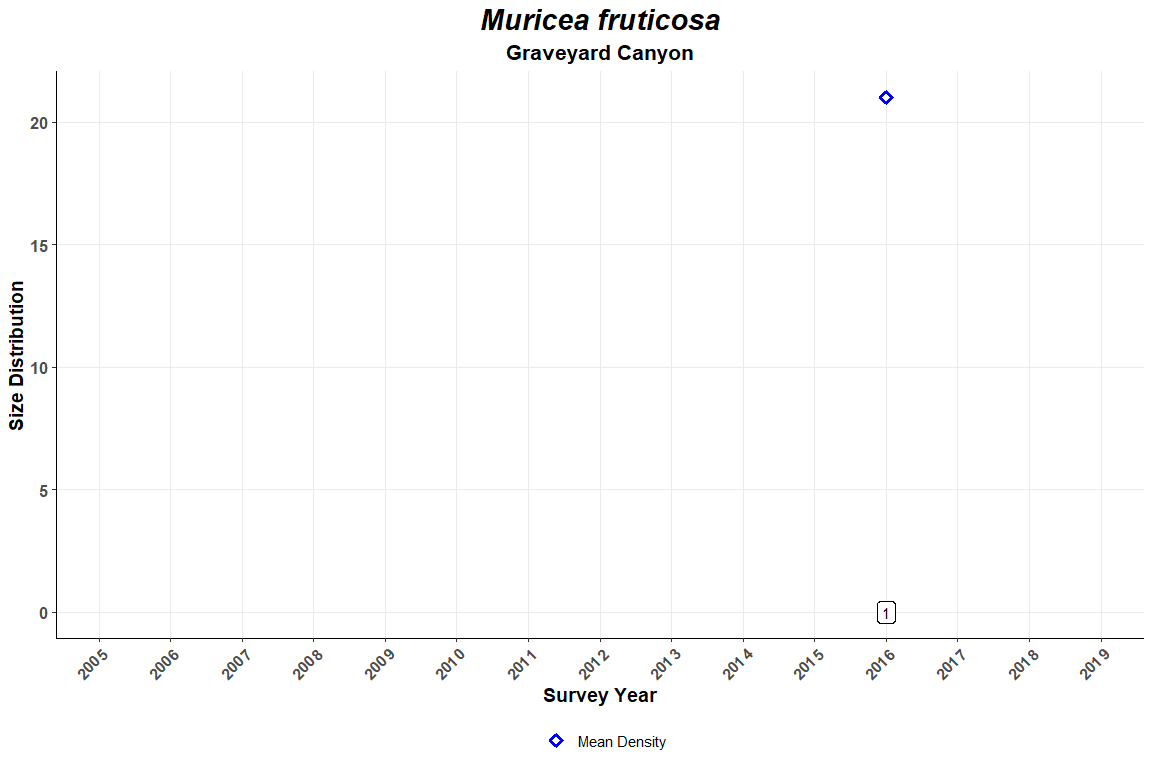 Muricea fruticosa
Graveyard Canyon
Size Distribution
20
15
10
5
0
1
2005 2006 2007 2008 2009 2010 2011 2012 2013 2014 2015 2016 2017 2018 2019
Survey Year
Mean Density